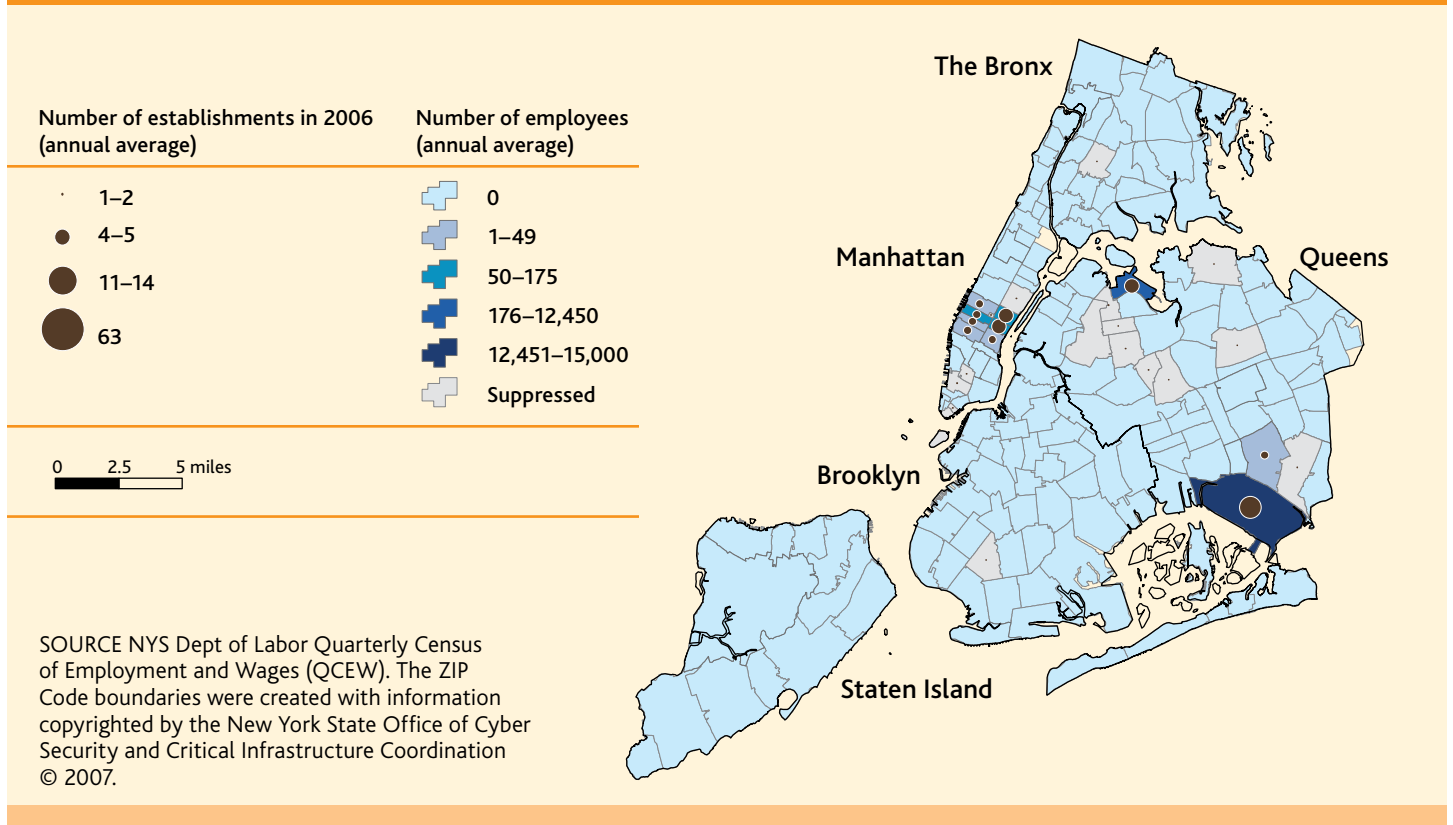 Number of establishments in 2006
(annual average)
1–2
4–5
11–14
63
Number of employees
(annual average)
0
1–49
50–175
176–12,450
12,451–15,000
Suppressed
0 2.5 5 miles
SOURCE NYS Dept of Labor Quarterly Census
of Employment and Wages (QCEW). The ZIP
Code boundaries were created with information
copyrighted by the New York State Office of Cyber
Security and Critical Infrastructure Coordination
© 2007.
The Bronx
Manhattan
Queens
Brooklyn
Staten Island